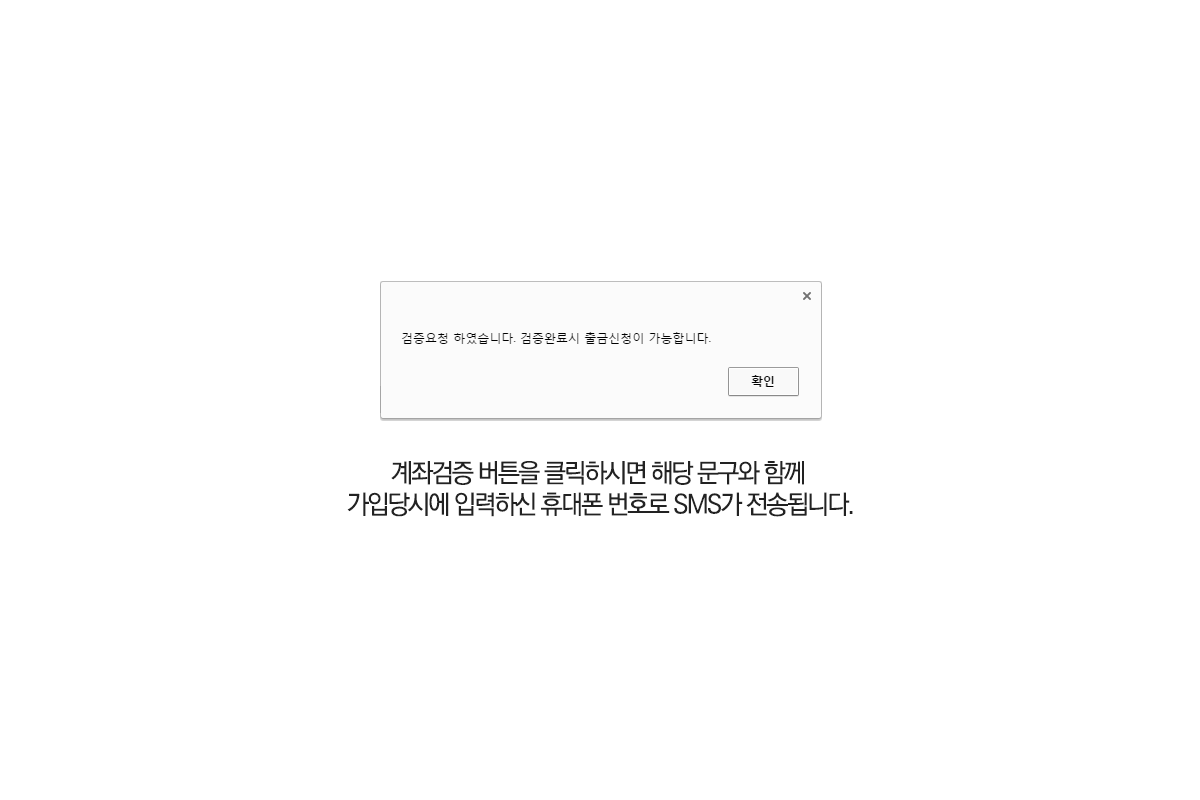 검증요청 하였습니다. 검증완료시 출금신청이 가능합니다.
확인
계좌검증 버튼을 클릭하시면 해당 문구와 함께
가입당시에 입력하신 휴대폰 번호로 SMS가 전송됩니다.